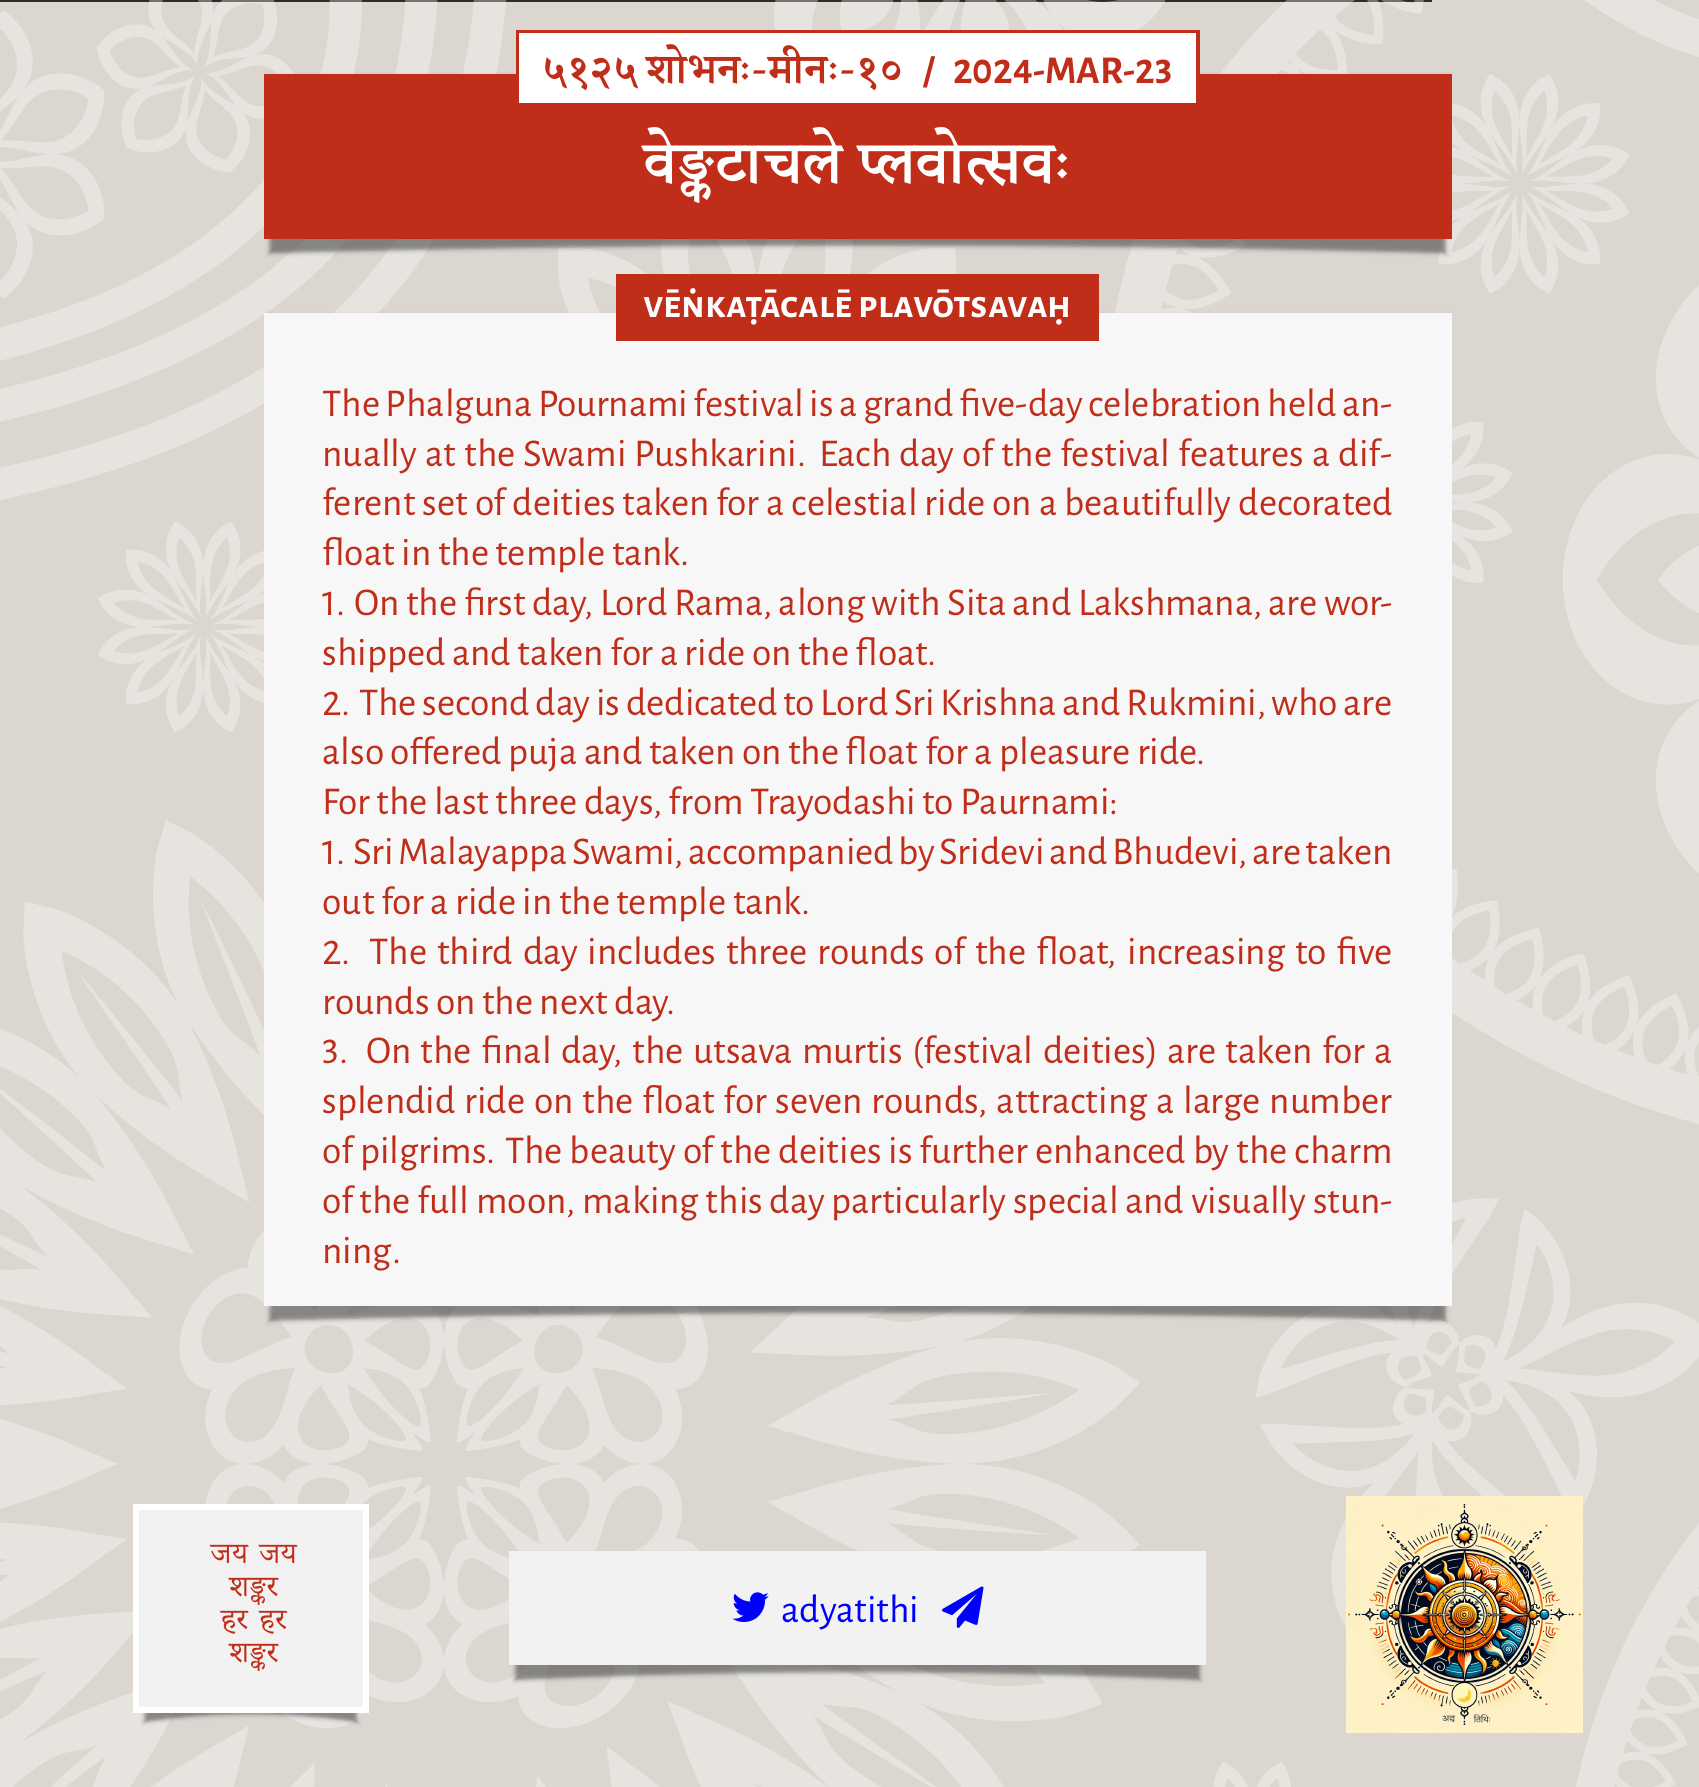 ५१२५ शोभनः-मीनः-१० / 2024-MAR-23
वेङ्कटाचले प्लवोत्सवः
VĒṄKAṬĀCALĒ PLAVŌTSAVAḤ
The Phalguna Pournami festival is a grand five-day celebration held an-
nually at the Swami Pushkarini. Each day of the festival features a dif-
ferent set of deities taken for a celestial ride on a beautifully decorated
float in the temple tank.
1. On the first day, Lord Rama, along with Sita and Lakshmana, are wor-
shipped and taken for a ride on the float.
2. The second day is dedicated to Lord Sri Krishna and Rukmini, who are
also offered puja and taken on the float for a pleasure ride.
For the last three days, from Trayodashi to Paurnami:
1. Sri Malayappa Swami, accompanied by Sridevi and Bhudevi, are taken
out for a ride in the temple tank.
2. The third day includes three rounds of the float, increasing to five
rounds on the next day.
3. On the final day, the utsava murtis (festival deities) are taken for a
splendid ride on the float for seven rounds, attracting a large number
of pilgrims. The beauty of the deities is further enhanced by the charm
of the full moon, making this day particularly special and visually stun-
ning.
जय जय
शङ्कर
हर हर
शङ्कर
adyatithi
अद्य तिथिः